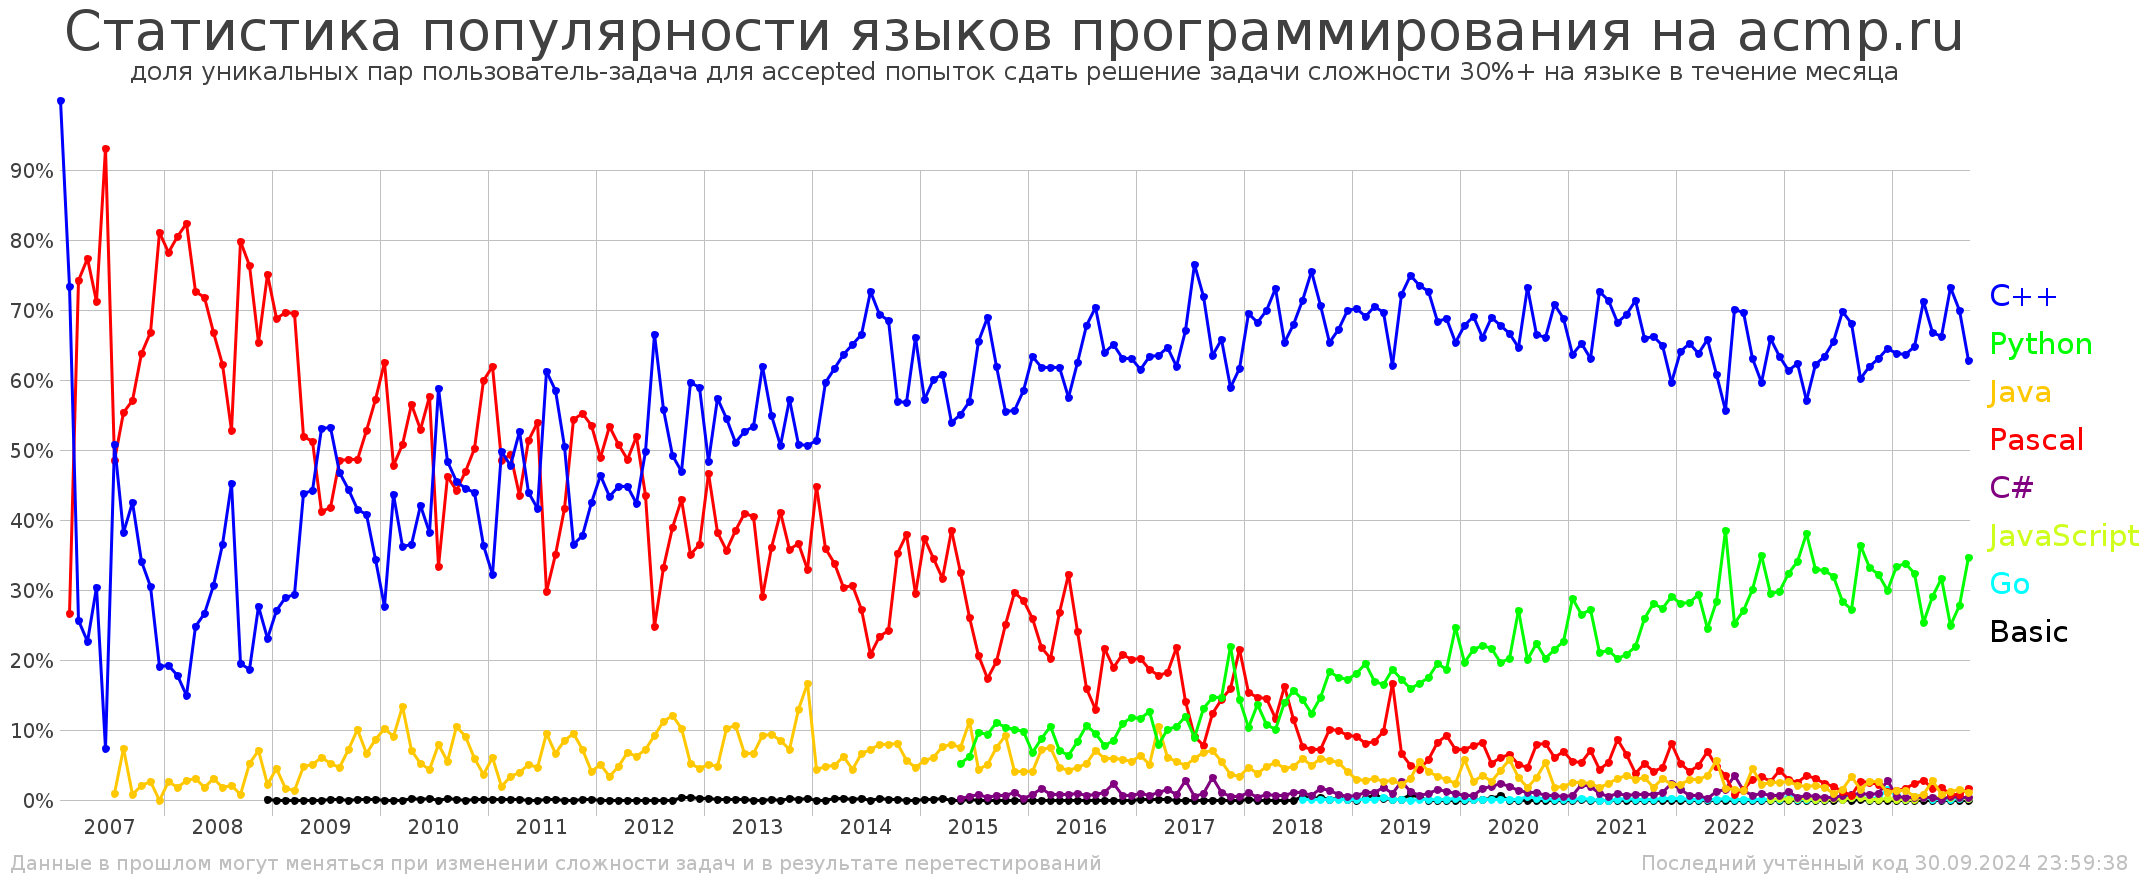 Статистика популярности языков программирования на acmp.ru
доля уникальных пар пользователь-задача для accepted попыток сдать решение задачи сложности 30%+ на языке в течение месяца
90%
80%
70%
60%
50%
40%
30%
20%
10%
0%
C++
Python
Java
Pascal
C#
JavaScript
Go
Basic
2007 2008 2009 2010 2011 2012 2013 2014 2015 2016 2017 2018 2019 2020 2021 2022 2023
Данные в прошлом могут меняться при изменении сложности задач и в результате перетестирований
Последний учтённый код 30.09.2024 23:59:38